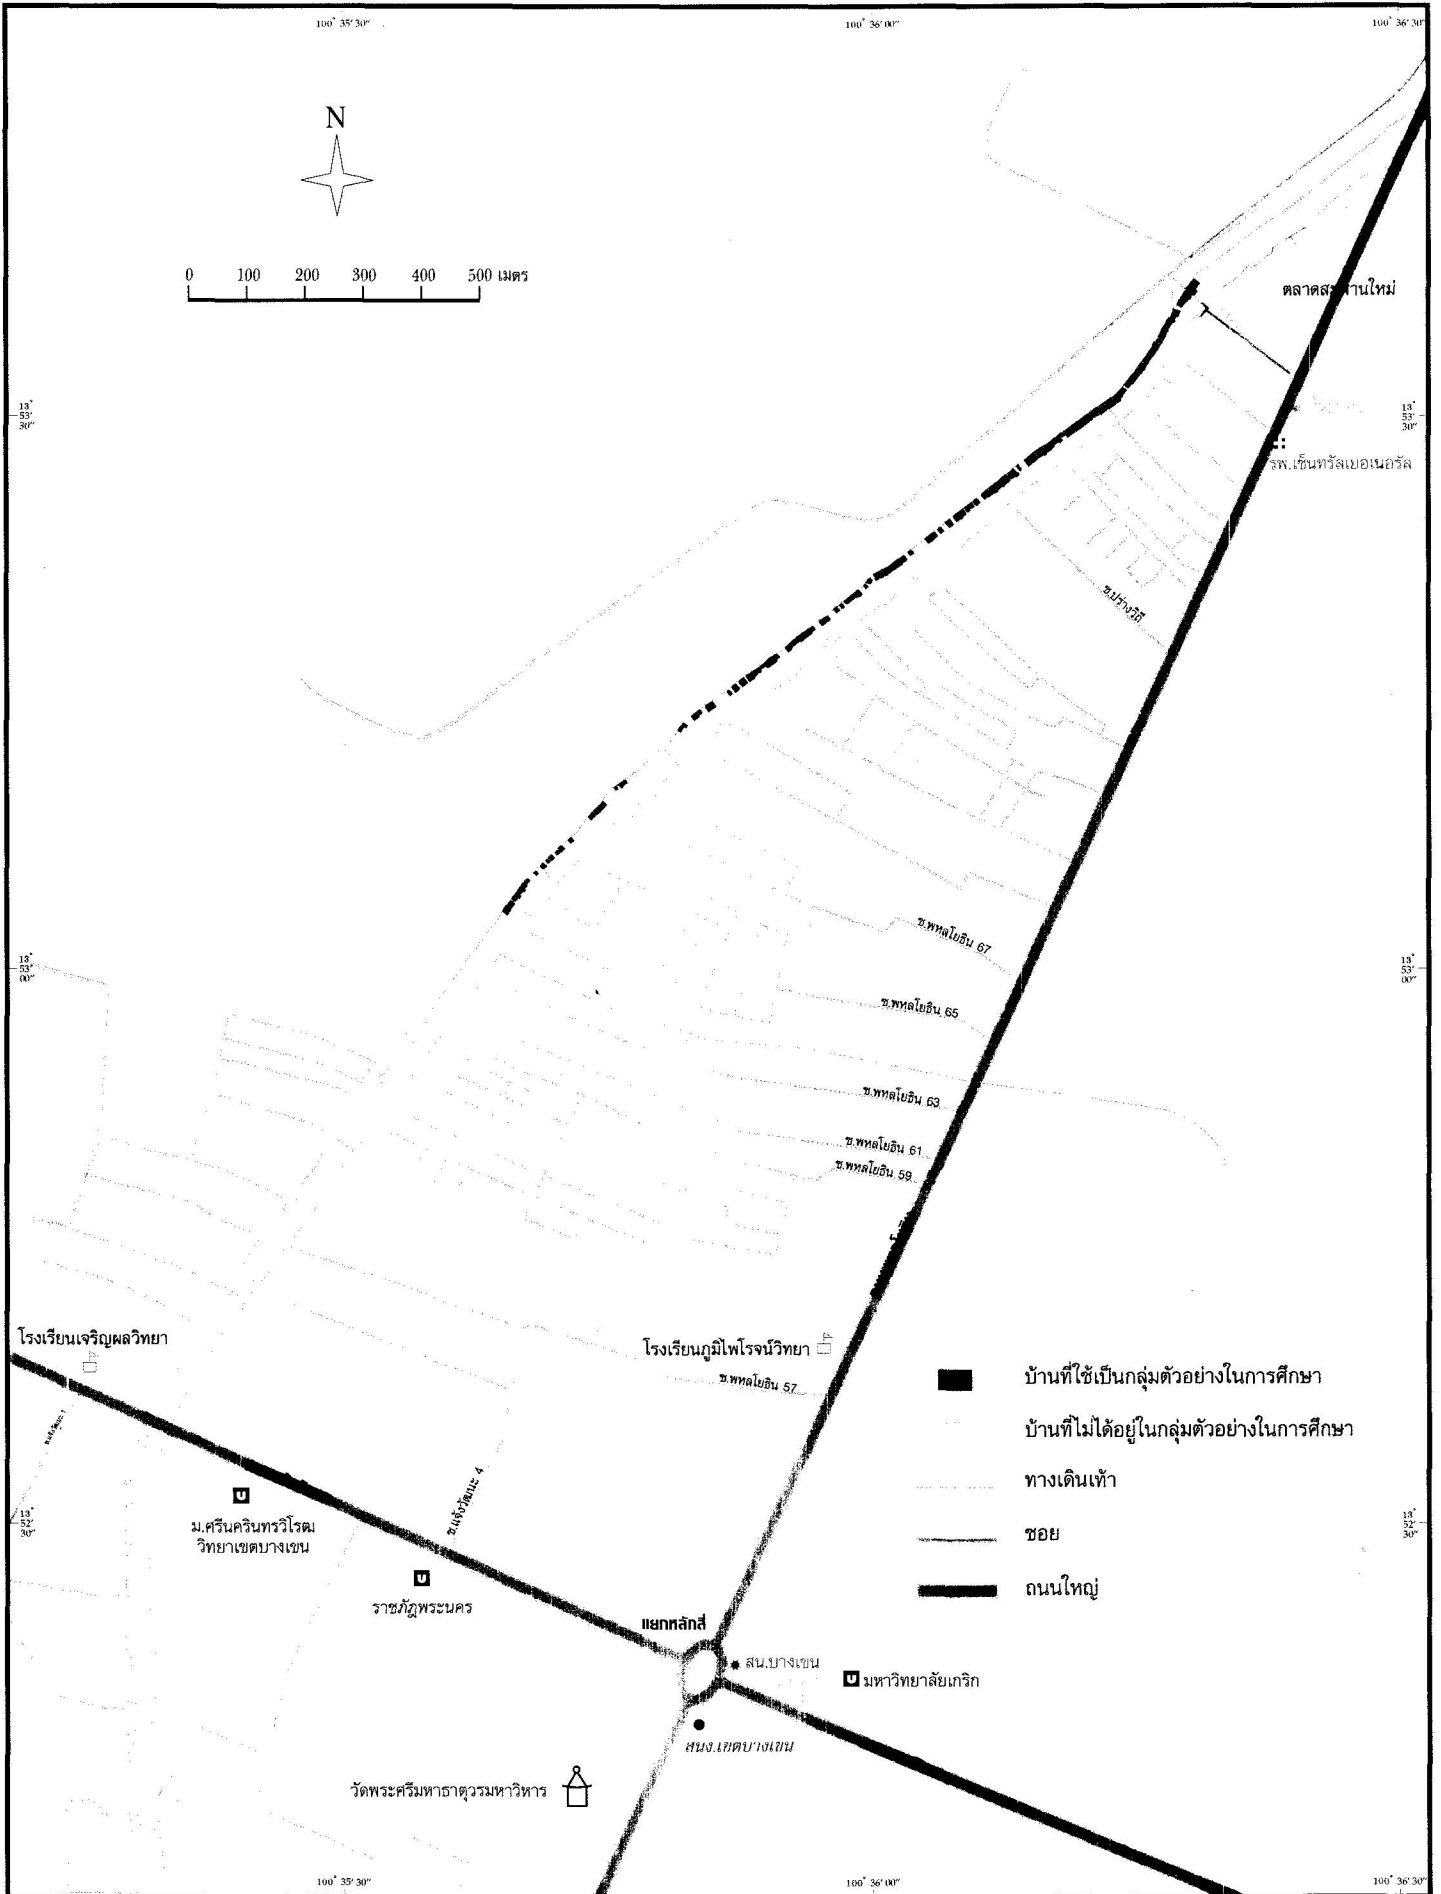 100° 35' 30"
100° 36' 00"
100° 36' 30"
N
0 100 200 300 400 500 เมตร
ตลาดสะพานใหม่
13° 53' 30"
13° 53' 30"
รพ.เซ็นทรัลเยอเนอรัล
ซ.พหลโยธิน 67
13° 53' 00"
13° 53' 00"
ซ.พหลโยธิน 65
ซ.พหลโยธิน 63
ซ.พหลโยธิน 61
ซ.พหลโยธิน 59
โรงเรียนเจริญผลวิทยา
โรงเรียนภูมิไพโรจน์วิทยา
ซ.พหลโยธิน 57
บ้านที่ใช้เป็นกลุ่มตัวอย่างในการศึกษา
บ้านที่ไม่ได้อยู่ในกลุ่มตัวอย่างในการศึกษา
ทางเดินเท้า
ซอย
ถนนใหญ่
ซ.แจ้งวัฒนะ 4
13° 52' 30"
13° 52' 30"
ม.ศรีนครินทรวิโรฒ
วิทยาเขตบางเขน
ราชภัฎพระนคร
แยกหลักสี่
สน.บางเขน
มหาวิทยาลัยเกริก
สนง.เขตบางเขน
วัดพระศรีมหาธาตุวรมหาวิหาร
100° 35' 30"
100° 36' 00"
100° 36' 30"